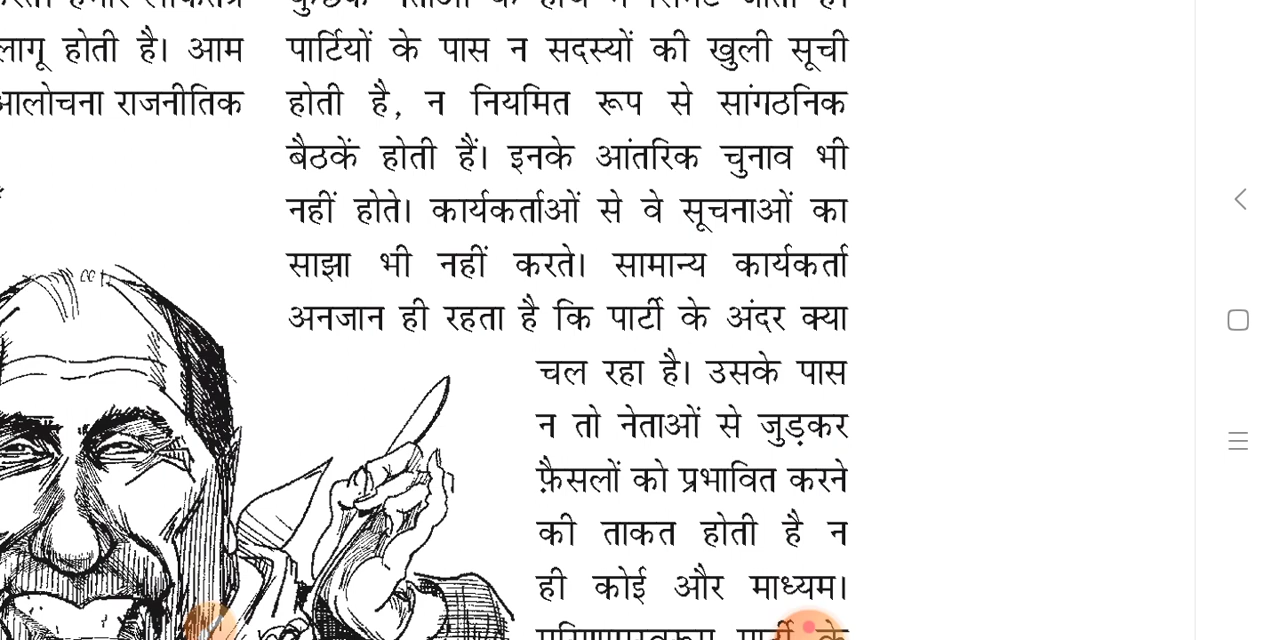 लागू होती है। आम
आलोचना राजनीतिक
पार्टियों के पास न सदस्यों की खुली सूची
होती है, न नियमित रूप से सांगठनिक
बैठकें होती हैं। इनके आंतरिक चुनाव भी
नहीं होते। कार्यकर्ताओं से वे सूचनाओं का
साझा भी नहीं करते। सामान्य कार्यकर्ता
अनजान ही रहता है कि पार्टी के अंदर क्या
चल रहा है। उसके पास
न तो नेताओं से जुड़कर
फ़ैसलों को प्रभावित करने
की ताकत होती है न
ही कोई और माध्यम।